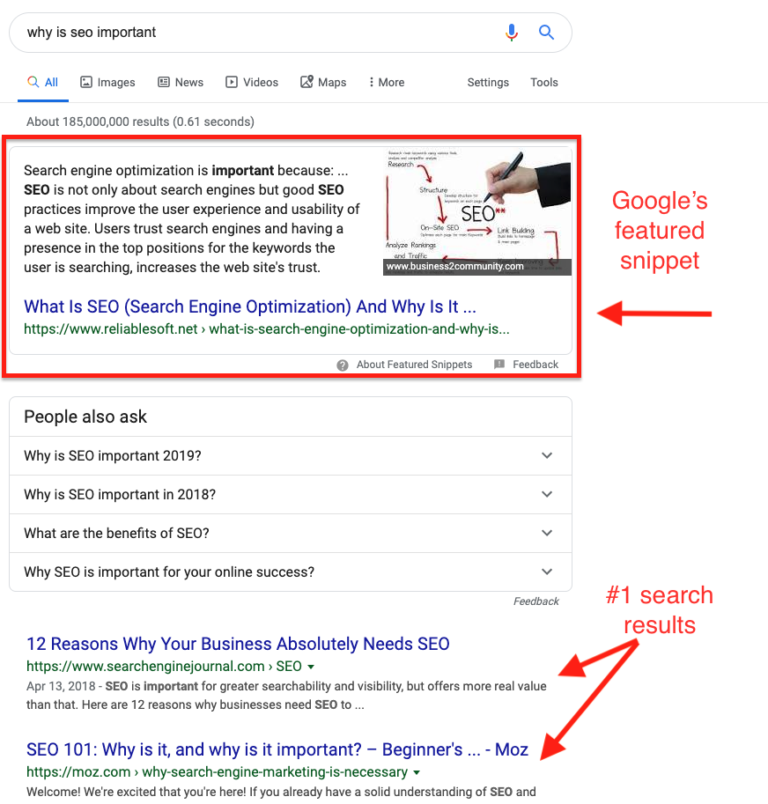 why is seo important
All Images News Videos Maps More Settings Tools
About 185,000,000 results (0.61 seconds)
Search engine optimization is important because: ...
SEO is not only about search engines but good SEO
practices improve the user experience and usability of
a web site. Users trust search engines and having a
presence in the top positions for the keywords the
user is searching, increases the web site's trust.
Research
Structure
SEO**
On-Site SEO
Link Building
Analyze Rankings
and Traffic
www.business2community.com
What Is SEO (Search Engine Optimization) And Why Is It ...
https://www.reliablesoft.net › what-is-search-engine-optimization-and-why-is...
About Featured Snippets Feedback
Google's
featured
snippet
People also ask
Why is SEO important 2019?
Why is SEO important in 2018?
What are the benefits of SEO?
Why SEO is important for your online success?
Feedback
#1 search
results
12 Reasons Why Your Business Absolutely Needs SEO
https://www.searchenginejournal.com › SEO
Apr 13, 2018 - SEO is important for greater searchability and visibility, but offers more real value
than that. Here are 12 reasons why businesses need SEO to ...
SEO 101: Why is it, and why is it important? – Beginner's ... - Moz
https://moz.com › why-search-engine-marketing-is-necessary
Welcome! We're excited that you're here! If you already have a solid understanding of SEO and